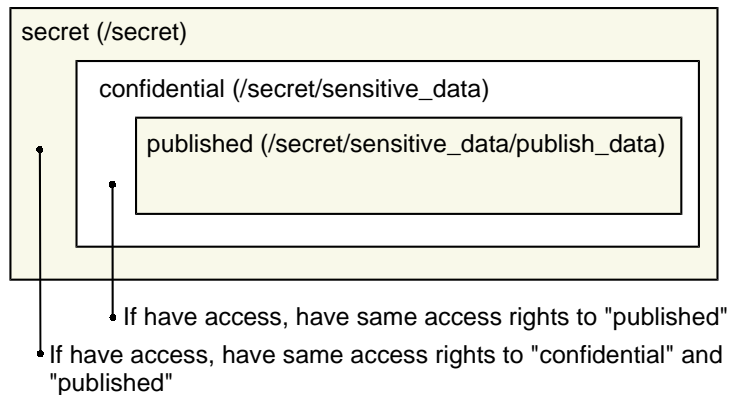 secret (/secret)
confidential (/secret/sensitive_data)
published (/secret/sensitive_data/publish_data)
If have access, have same access rights to "published"
If have access, have same access rights to "confidential" and
"published"